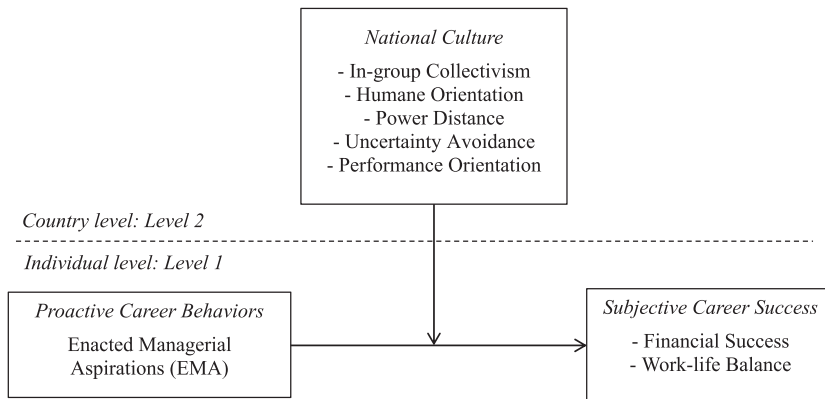 National Culture
- In-group Collectivism
- Humane Orientation
- Power Distance
- Uncertainty Avoidance
- Performance Orientation
Country level: Level 2
Individual level: Level 1
Proactive Career Behaviors
Enacted Managerial
Aspirations (EMA)
Subjective Career Success
- Financial Success
- Work-life Balance